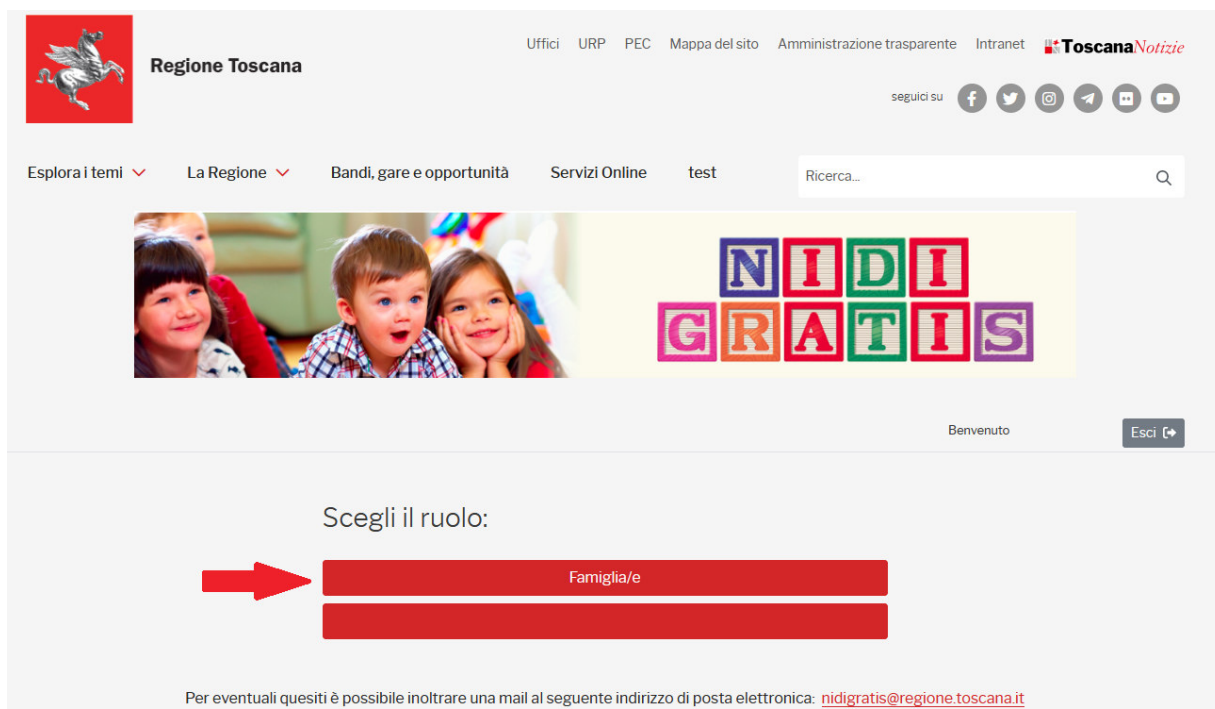 Regione Toscana
Uffici URP PEC Mappa del sito Amministrazione trasparente Intranet ToscanaNotizie
seguici su
Esplora i temi La Regione Bandi, gare e opportunità Servizi Online test Ricerca...
NIDI
GRATIS
Benvenuto Esci
Scegli il ruolo:
Famiglia/e
Per eventuali quesiti è possibile inoltrare una mail al seguente indirizzo di posta elettronica: nidigratis@regione.toscana.it